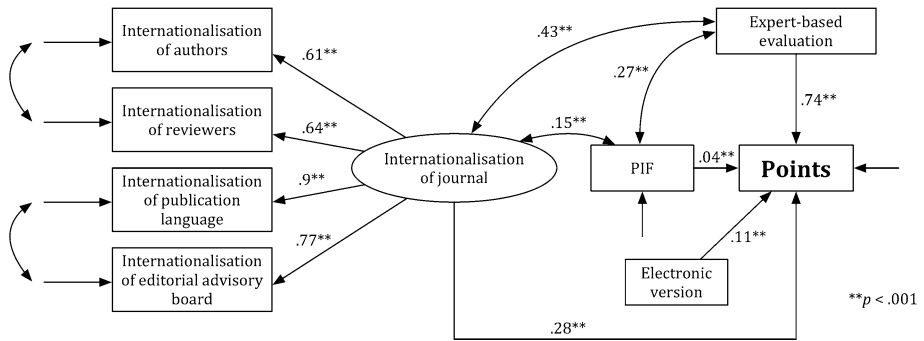 Internationalisation
of authors
Internationalisation
of reviewers
Internationalisation
of publication
language
Internationalisation
of editorial advisory
board
.61**
.64**
.9**
.77**
Internationalisation
of journal
.43**
.27**
.15**
Expert-based
evaluation
.74**
PIF
.04**
Points
.11**
Electronic
version
.28**
**p < .001